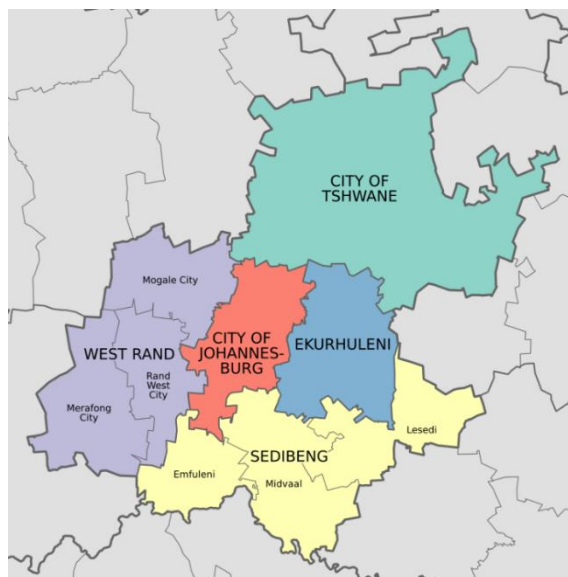 CITY OF
TSHWANE
Mogale City
CITY OF
JOHANNES-
BURG
EKURHULENI
WEST RAND
Rand
West
City
Merafong
City
Lesedi
SEDIBENG
Emfuleni
Midvaal